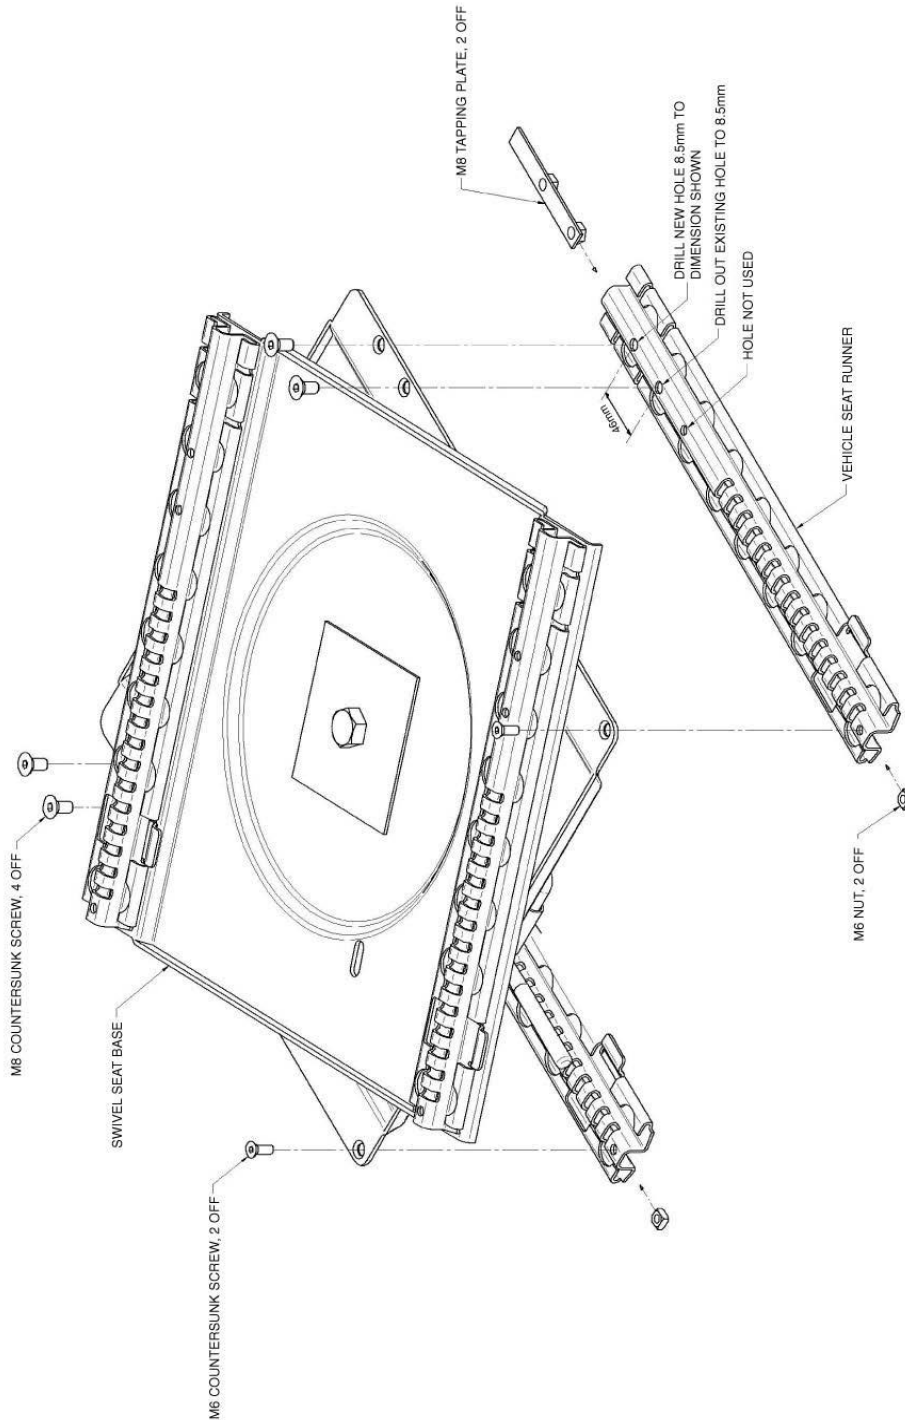 M8 TAPPING PLATE, 2 OFF
DRILL NEW HOLE 8.5mm TO
DIMENSION SHOWN
DRILL OUT EXISTING HOLE TO 8.5mm
HOLE NOT USED
46mm
VEHICLE SEAT RUNNER
M8 COUNTERSUNK SCREW, 4 OFF
SWIVEL SEAT BASE
M6 COUNTERSUNK SCREW, 2 OFF
M6 NUT, 2 OFF